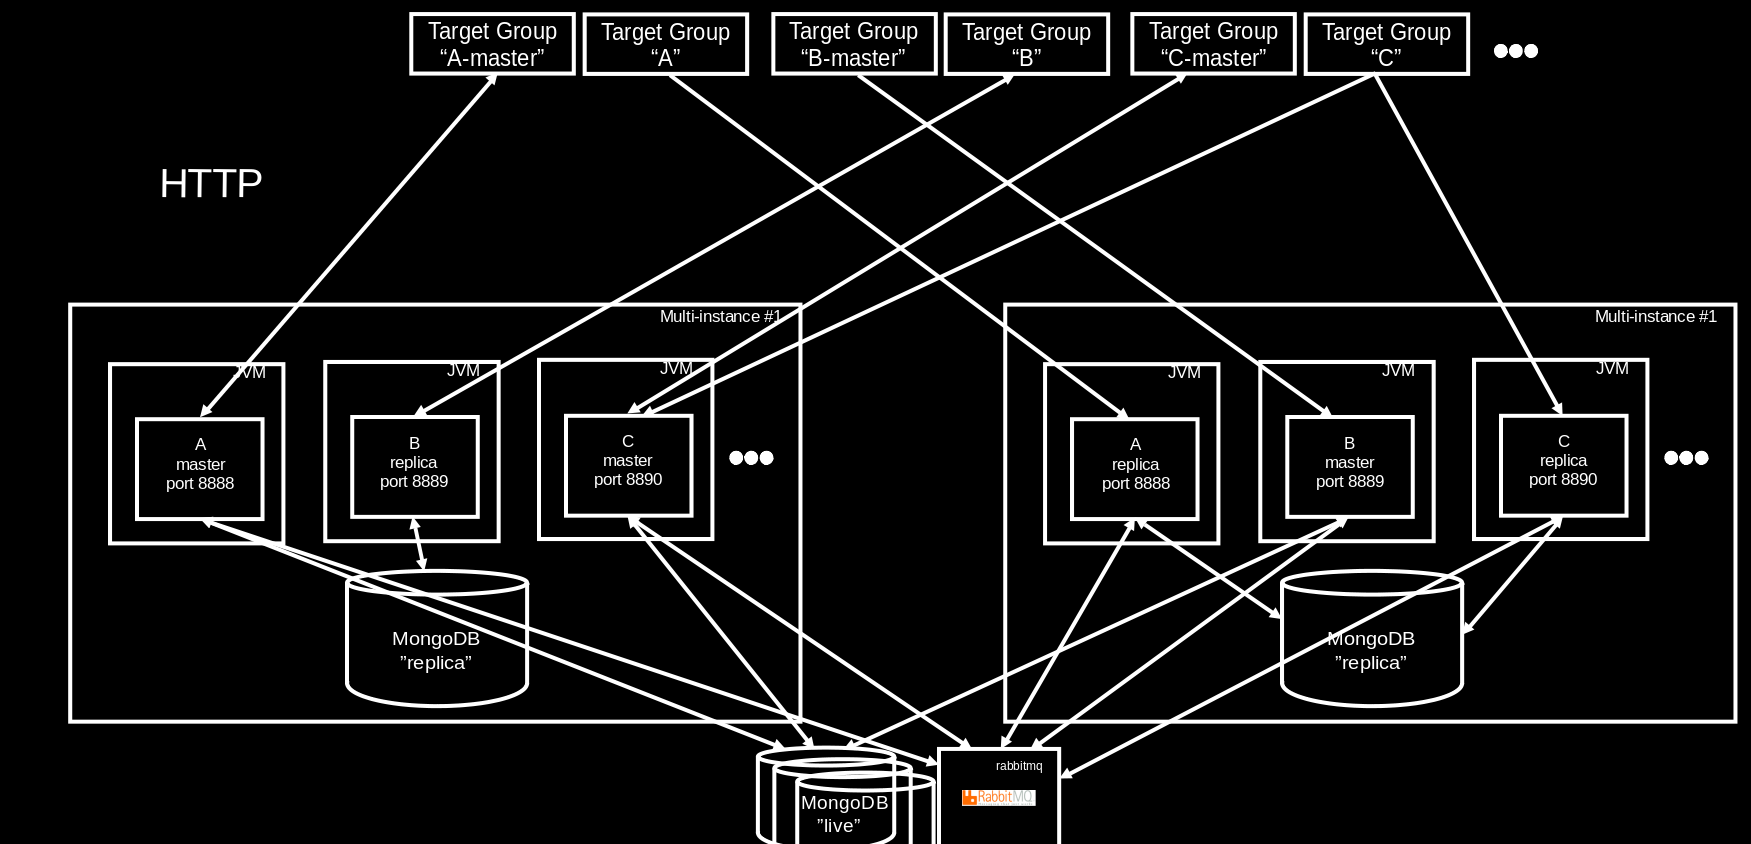 Target Group
“A-master”
Target Group
“A”
Target Group
“B-master”
Target Group
“B”
Target Group
“C-master”
Target Group
“C”
HTTP
Multi-instance #1
JVM
A
master
port 8888
JVM
B
replica
port 8889
JVM
C
master
port 8890
MongoDB
”replica”
Multi-instance #1
JVM
A
replica
port 8888
JVM
B
master
port 8889
JVM
C
replica
port 8890
MongoDB
”replica”
MongoDB
”live”
rabbitmq
RabbitMQ